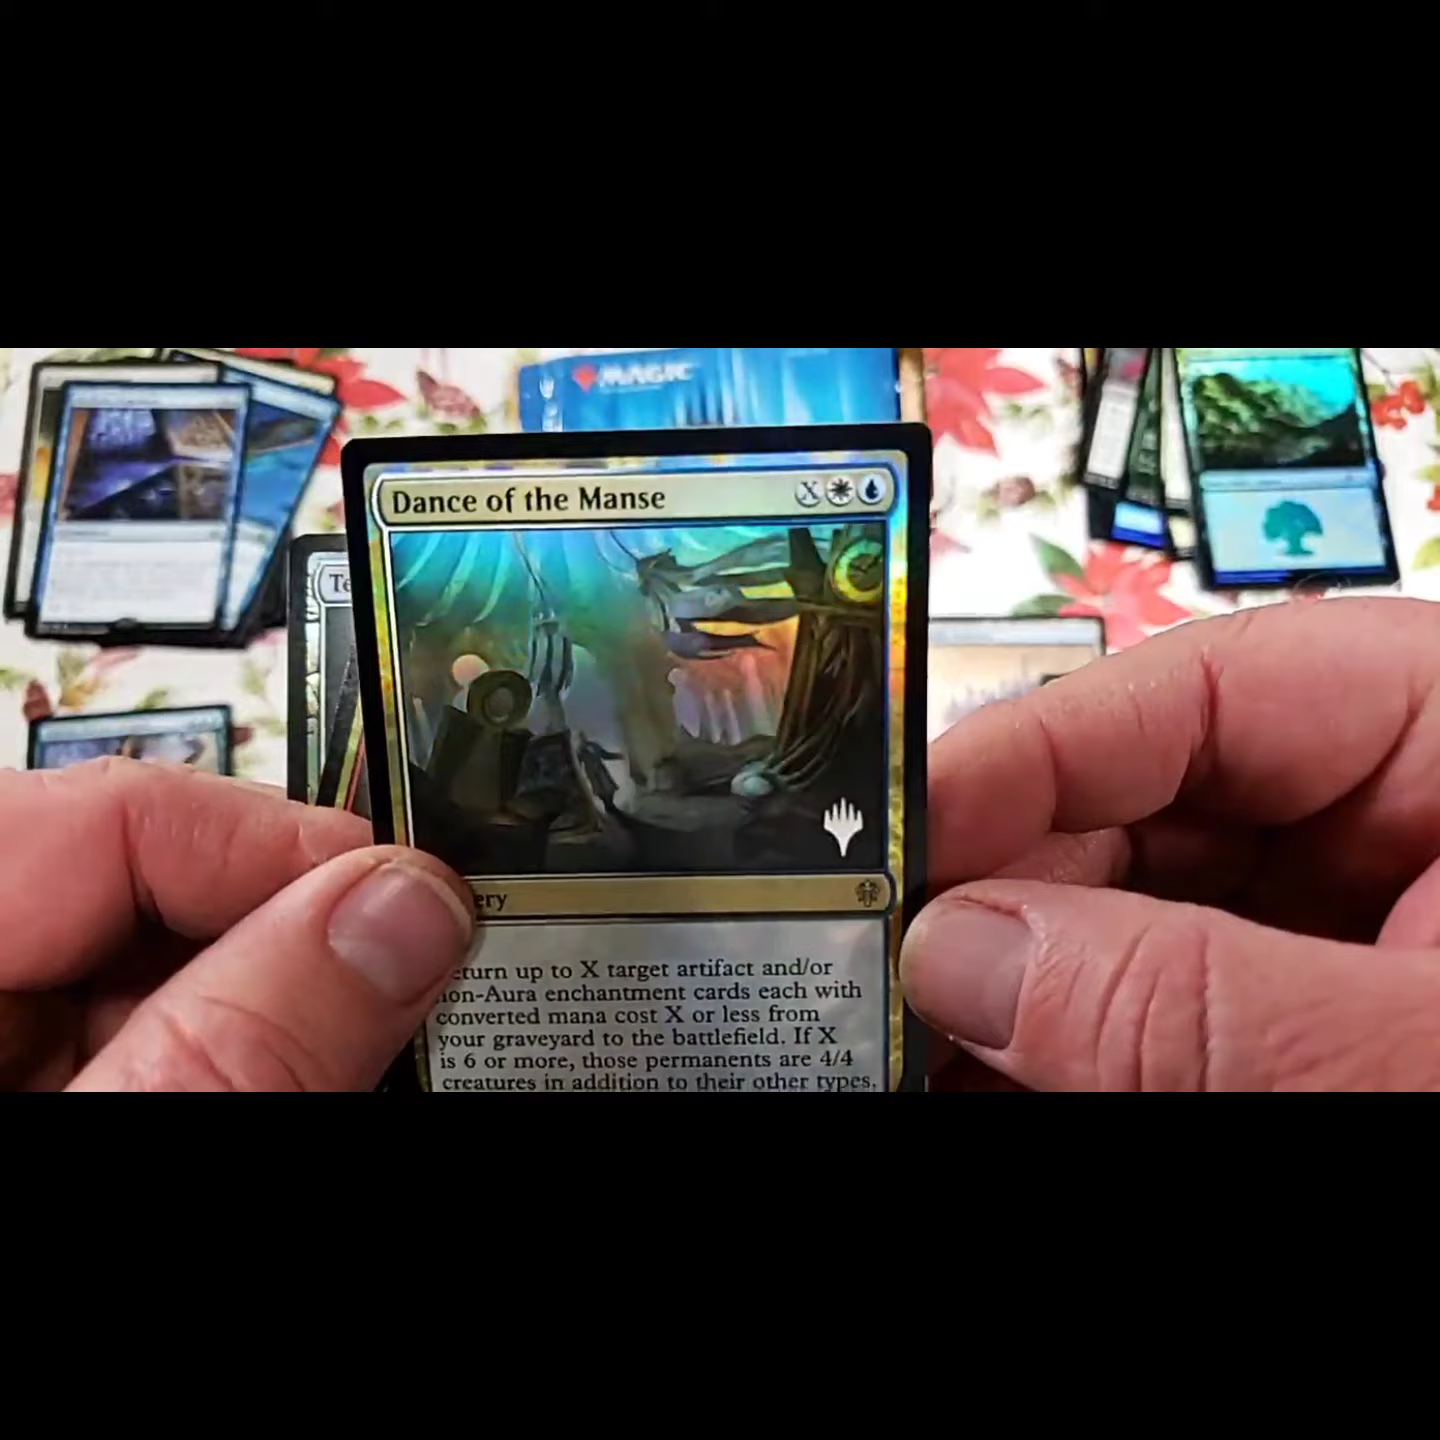 MAGIC
Dance of the Manse X
Te
ery
eturn up to X target artifact and/or
non-Aura enchantment cards each with
converted mana cost X or less from
your graveyard to the battlefield. If X
is 6 or more, those permanents are 4/4
creatures in addition to their other types.